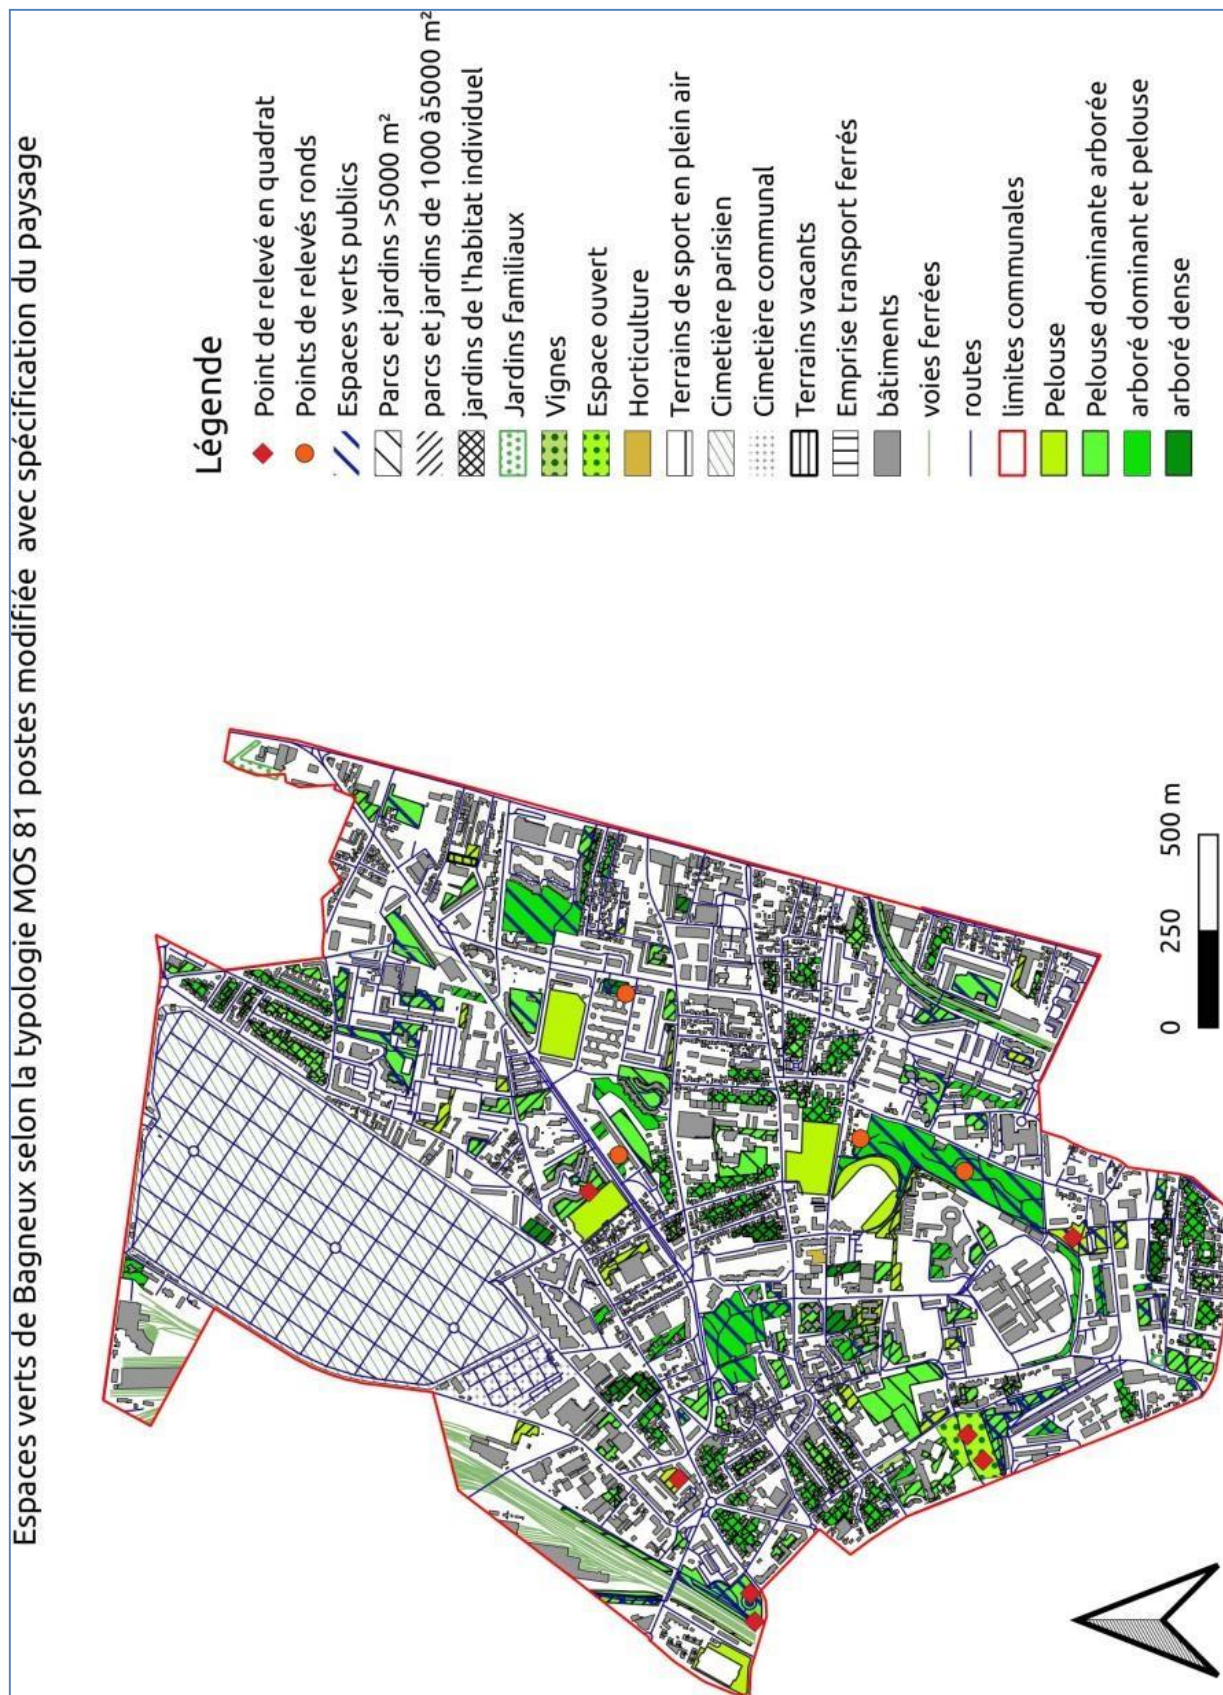 Espaces verts de Bagneux selon la typologie MOS 81 postes modifiée avec spécification du paysage
Légende
Point de relevé en quadrat
Points de relevés ronds
Espaces verts publics
Parcs et jardins >5000 m²
parcs et jardins de 1000 à5000 m²
jardins de l'habitat individuel
Jardins familiaux
Vignes
Espace ouvert
Horticulture
Terrains de sport en plein air
Cimetière parisien
Cimetière communal
Terrains vacants
Emprise transport ferrés
bâtiments
voies ferrées
routes
limites communales
Pelouse
Pelouse dominante arborée
arboré dominant et pelouse
arboré dense
0 250 500 m